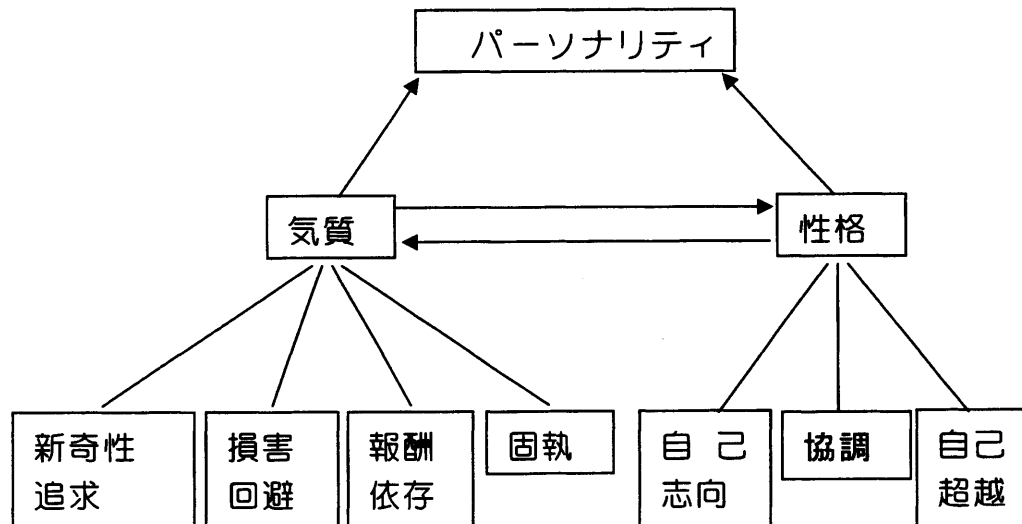 パーソナリティ
気質
性格
新奇性
追求
損害
回避
報酬
依存
固執
自己
志向
協調
自己
超越